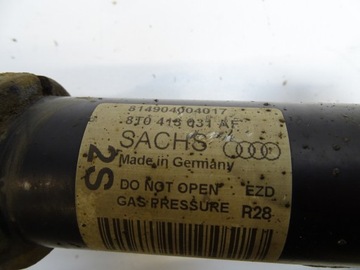 814904004017
8T0 413 031 AF
SACHS
Made in Germany
2S
DO NOT OPEN EZD
GAS PRESSURE R28